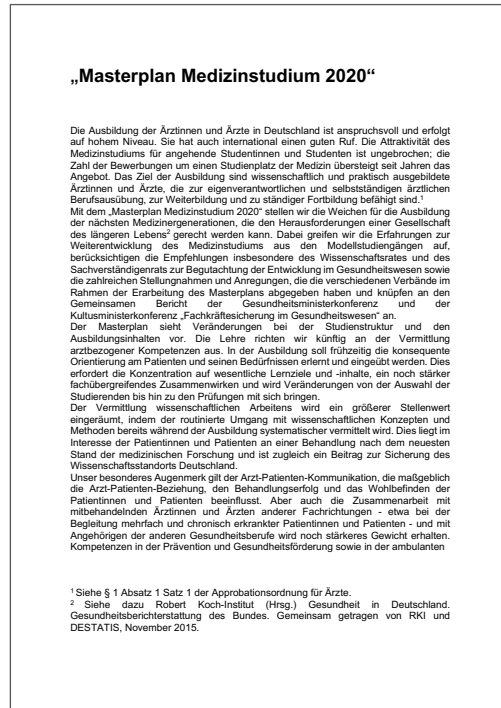 „Masterplan Medizinstudium 2020“
Die Ausbildung der Ärztinnen und Ärzte in Deutschland ist anspruchsvoll und erfolgt
auf hohem Niveau. Sie hat auch international einen guten Ruf. Die Attraktivität des
Medizinstudiums für angehende Studentinnen und Studenten ist ungebrochen; die
Zahl der Bewerbungen um einen Studienplatz der Medizin übersteigt seit Jahren das
Angebot. Das Ziel der Ausbildung sind wissenschaftlich und praktisch ausgebildete
Ärztinnen und Ärzte, die zur eigenverantwortlichen und selbstständigen ärztlichen
Berufsausübung, zur Weiterbildung und zu ständiger Fortbildung befähigt sind.¹
Mit dem „Masterplan Medizinstudium 2020“ stellen wir die Weichen für die Ausbildung
der nächsten Medizinergenerationen, die den Herausforderungen einer Gesellschaft
des längeren Lebens² gerecht werden kann. Dabei greifen wir die Erfahrungen zur
Weiterentwicklung des Medizinstudiums aus den Modellstudiengängen auf,
berücksichtigen die Empfehlungen insbesondere des Wissenschaftsrates und des
Sachverständigenrats zur Begutachtung der Entwicklung im Gesundheitswesen sowie
die zahlreichen Stellungnahmen und Anregungen, die die verschiedenen Verbände im
Rahmen der Erarbeitung des Masterplans abgegeben haben und knüpfen an den
Gemeinsamen Bericht der Gesundheitsministerkonferenz und der
Kultusministerkonferenz „Fachkräftesicherung im Gesundheitswesen“ an.
Der Masterplan sieht Veränderungen bei der Studienstruktur und den
Ausbildungsinhalten vor. Die Lehre richten wir künftig an der Vermittlung
arztbezogener Kompetenzen aus. In der Ausbildung soll frühzeitig die konsequente
Orientierung am Patienten und seinen Bedürfnissen erlernt und eingeübt werden. Dies
erfordert die Konzentration auf wesentliche Lernziele und -inhalte, ein noch stärker
fachübergreifendes Zusammenwirken und wird Veränderungen von der Auswahl der
Studierenden bis hin zu den Prüfungen mit sich bringen.
Der Vermittlung wissenschaftlichen Arbeitens wird ein größerer Stellenwert
eingeräumt, indem der routinierte Umgang mit wissenschaftlichen Konzepten und
Methoden bereits während der Ausbildung systematischer vermittelt wird. Dies liegt im
Interesse der Patientinnen und Patienten an einer Behandlung nach dem neuesten
Stand der medizinischen Forschung und ist zugleich ein Beitrag zur Sicherung des
Wissenschaftsstandorts Deutschland.
Unser besonderes Augenmerk gilt der Arzt-Patienten-Kommunikation, die maßgeblich
die Arzt-Patienten-Beziehung, den Behandlungserfolg und das Wohlbefinden der
Patientinnen und Patienten beeinflusst. Aber auch die Zusammenarbeit mit
mitbehandelnden Ärztinnen und Ärzten anderer Fachrichtungen - etwa bei der
Begleitung mehrfach und chronisch erkrankter Patientinnen und Patienten - und mit
Angehörigen der anderen Gesundheitsberufe wird noch stärkeres Gewicht erhalten.
Kompetenzen in der Prävention und Gesundheitsförderung sowie in der ambulanten
¹ Siehe § 1 Absatz 1 Satz 1 der Approbationsordnung für Ärzte.
² Siehe dazu Robert Koch-Institut (Hrsg.) Gesundheit in Deutschland.
Gesundheitsberichterstattung des Bundes. Gemeinsam getragen von RKI und
DESTATIS, November 2015.